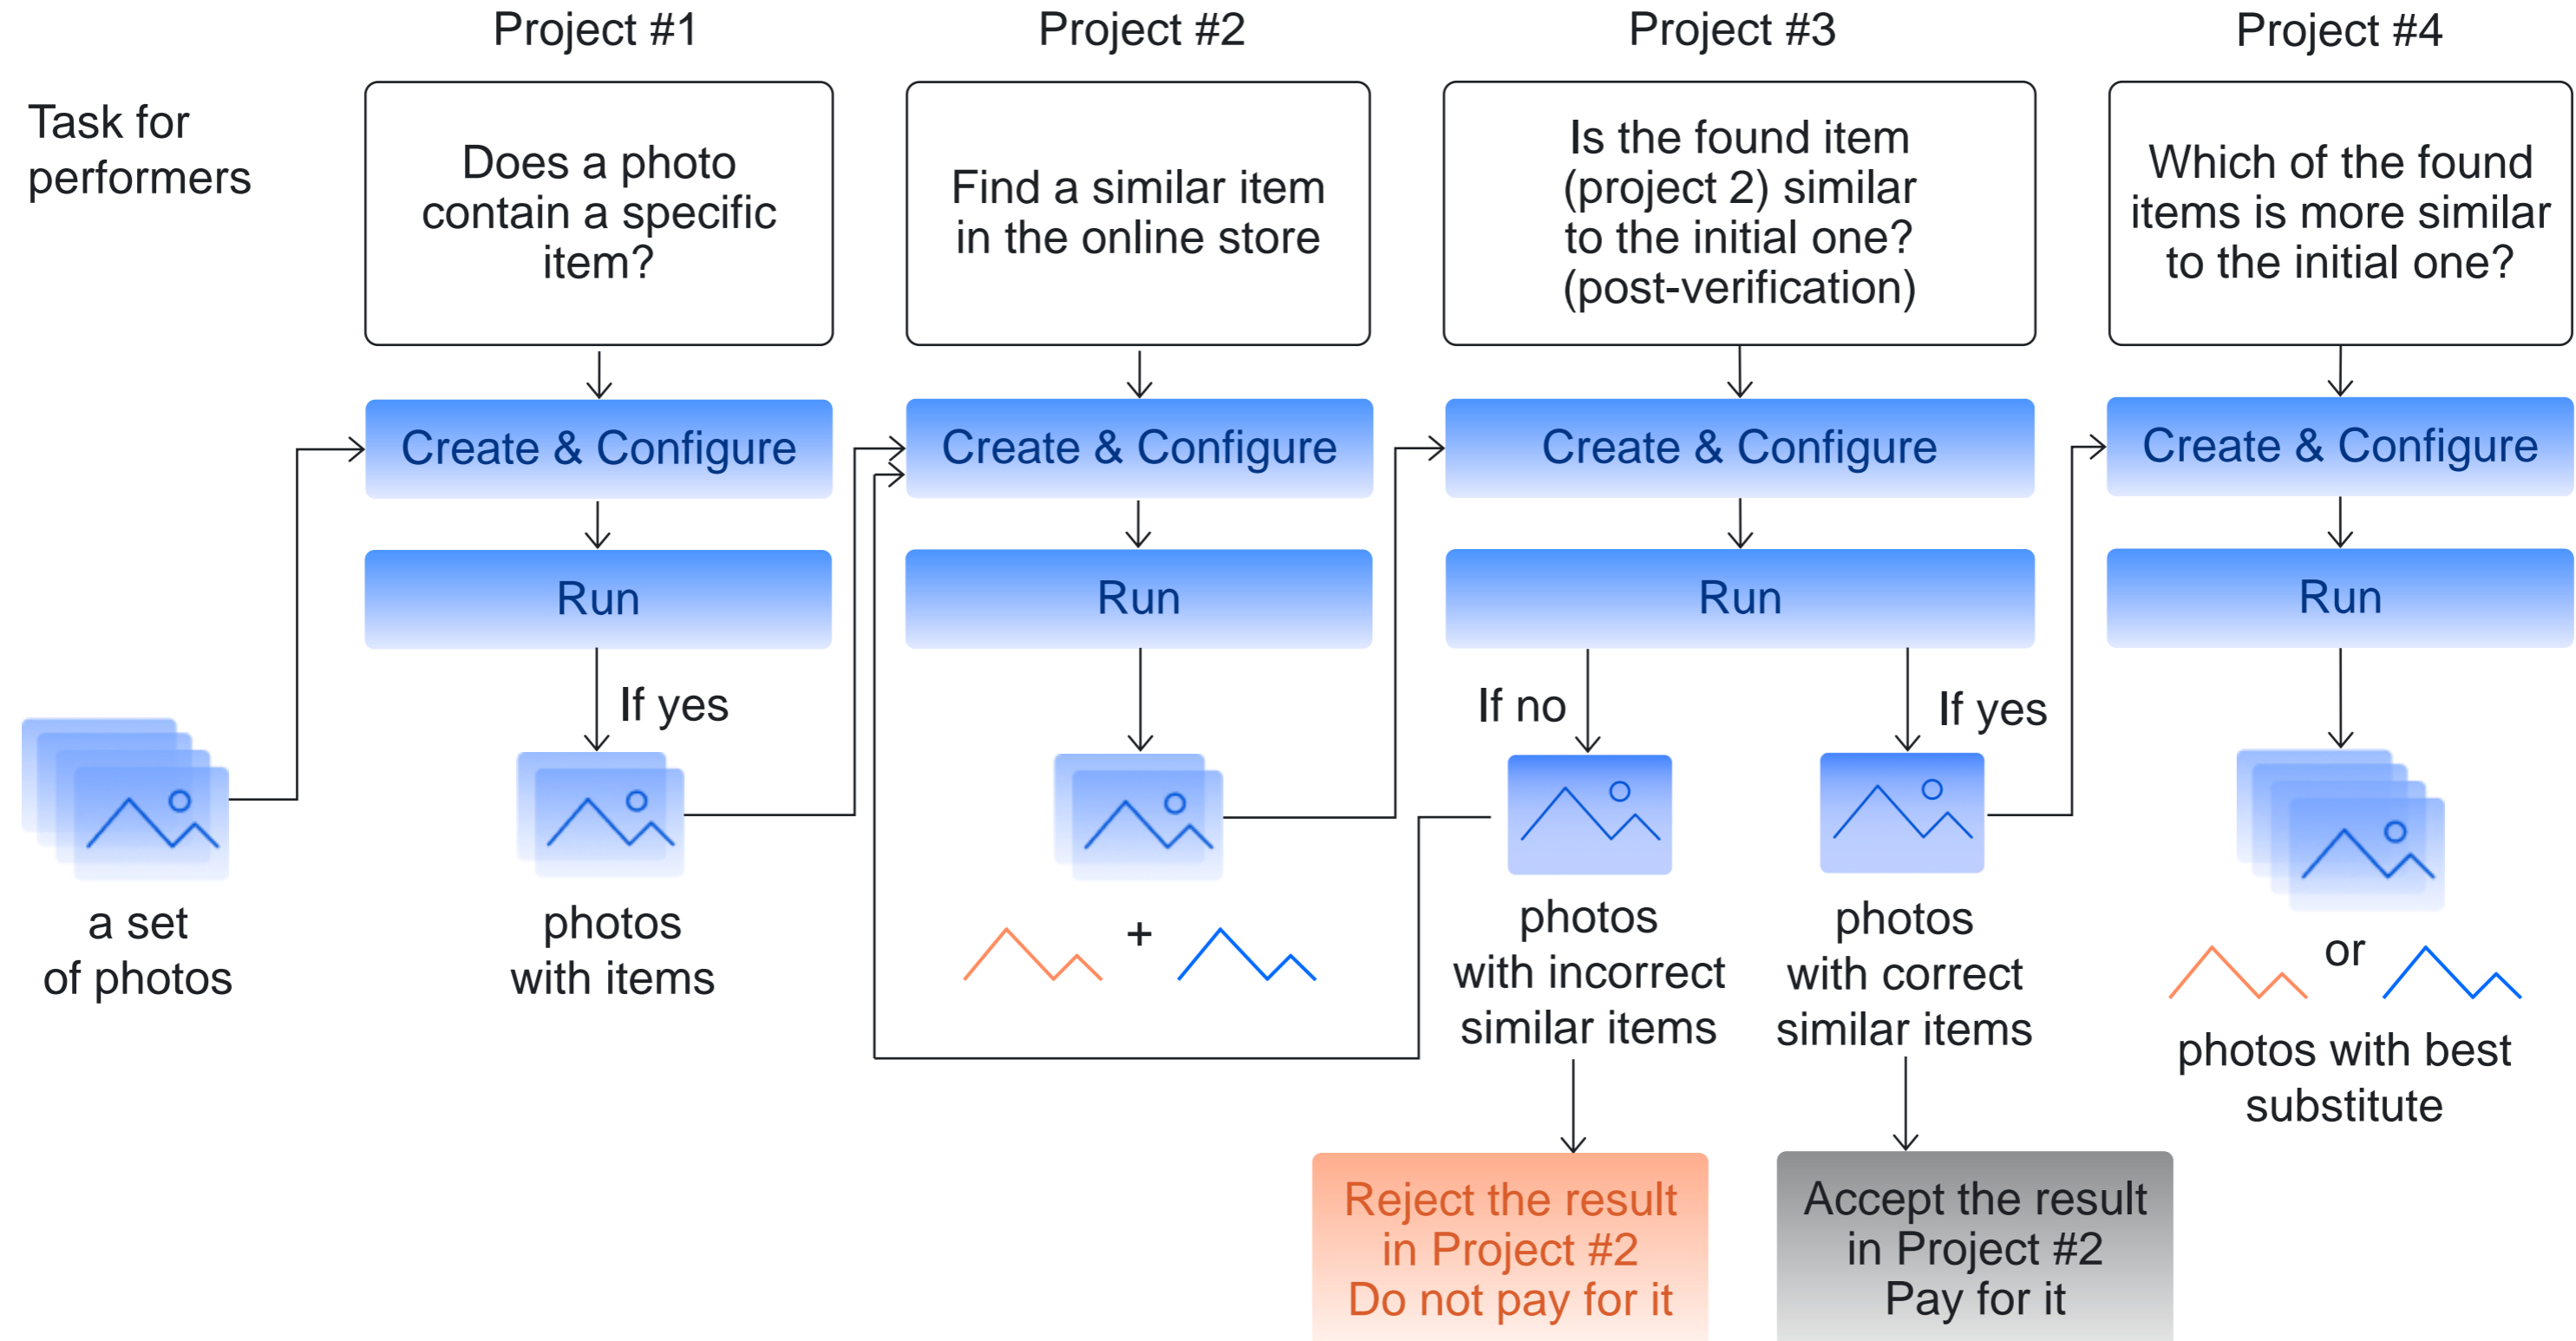 Project #1
Project #2
Project #3
Project #4
Task for
performers
Does a photo
contain a specific
item?
Find a similar item
in the online store
Is the found item
(project 2) similar
to the initial one?
(post-verification)
Which of the found
items is more similar
to the initial one?
Create & Configure
Create & Configure
Create & Configure
Create & Configure
Run
Run
Run
Run
If yes
If no
If yes
a set
of photos
photos
with items
+
photos
with incorrect
similar items
photos
with correct
similar items
or
photos with best
substitute
Reject the result
in Project #2
Do not pay for it
Accept the result
in Project #2
Pay for it